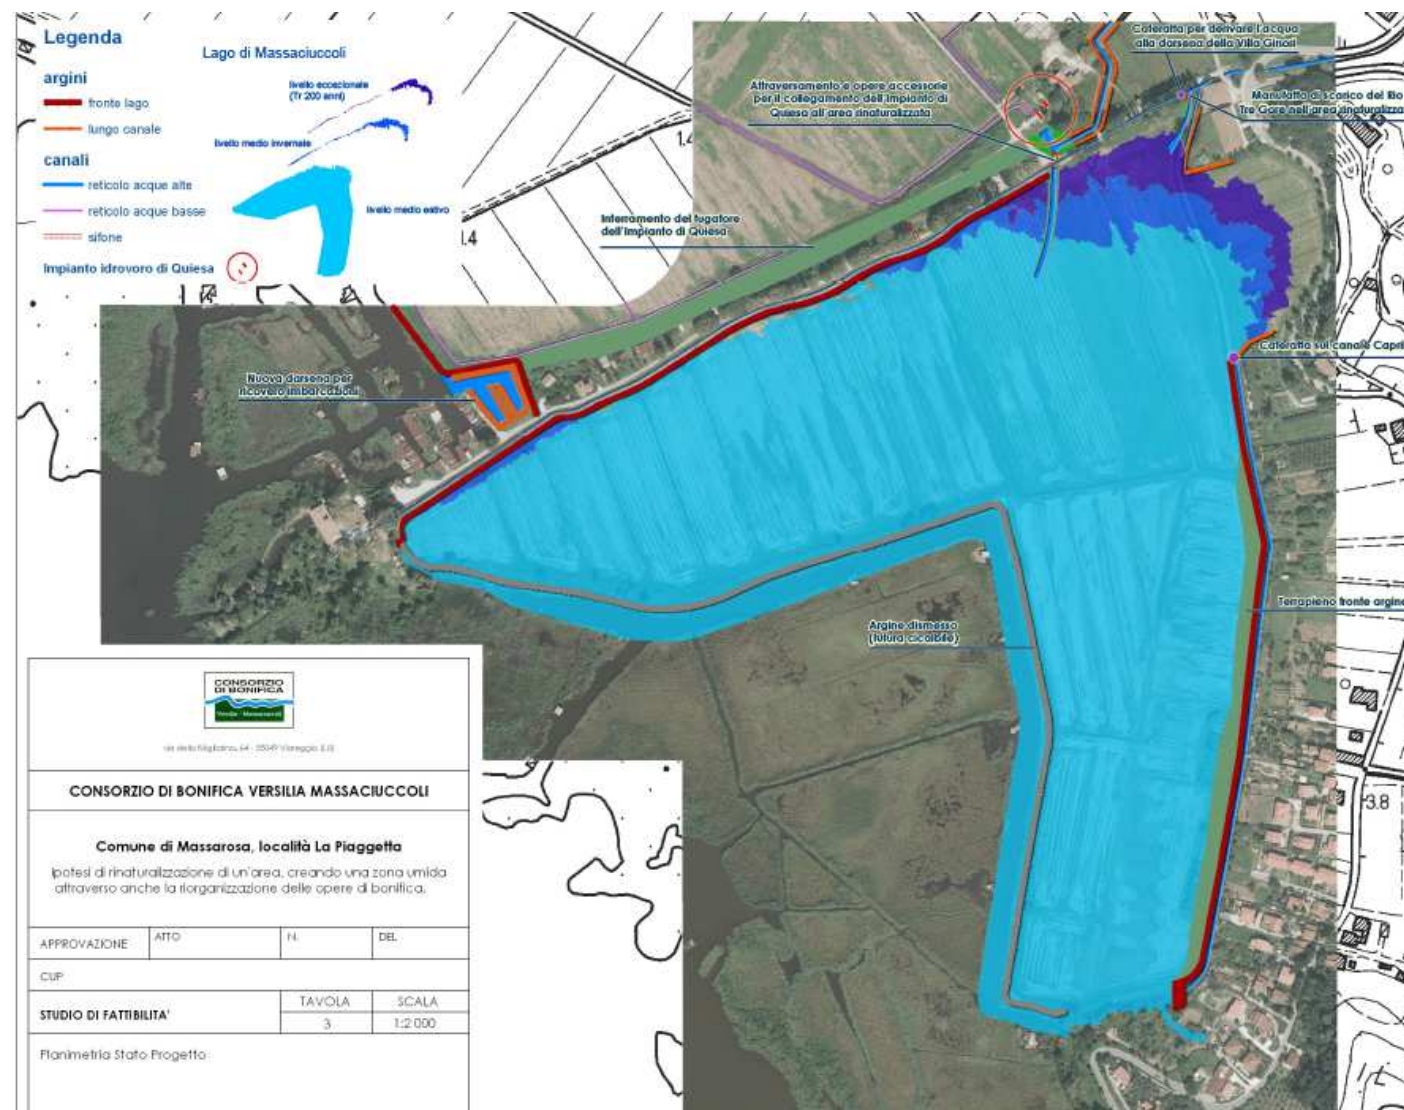 Legenda
Lago di Massaciuccoli
argini
fronte lago
lungo canale
livello eccezionale
(Tr 200 anni)
livello medio invernale
canali
reticolo acque alte
reticolo acque basse
sifone
livello medio estivo
Impianto idrovoro di Quiesa
Cateratta per derivare l'acqua
alla darsena della Villa Ginori
Attraversamento e opere accessorie
per il collegamento dell'impianto di
Quiesa all'area rinaturalizzata
Manufatto di scarico del Rio
Tre Gore nell'area rinaturalizza
1.4
1.4
Interramento del fugatore
dell'impianto di Quiesa
Cateratta sul canale Capri
Nuova darsena per
ricovero imbarcazioni
Terrapieno fronte argine
Argine dismesso
(futura ciclabile)
3.8
CONSORZIO
DI BONIFICA
Versilia - Massaciuccoli
CONSORZIO DI BONIFICA VERSILIA MASSACIUCCOLI
Comune di Massarosa, località La Piaggetta
Ipotesi di rinaturalizzazione di un'area, creando una zona umida
attraverso anche la riorganizzazione delle opere di bonifica.
APPROVAZIONE ATTO N. DEL
CUP
STUDIO DI FATTIBILITA' TAVOLA SCALA
3 1:2 000
Planimetria Stato Progetto